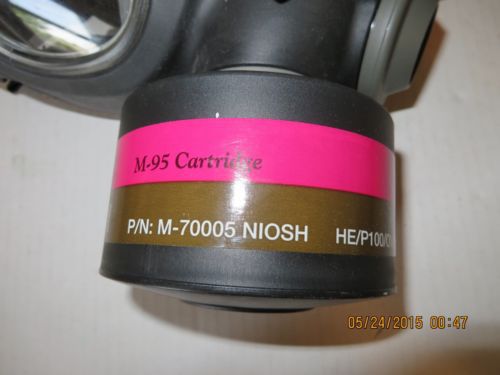 M-95 Cartridge
P/N: M-70005 NIOSH HE/P100/
05/24/2015 00:47